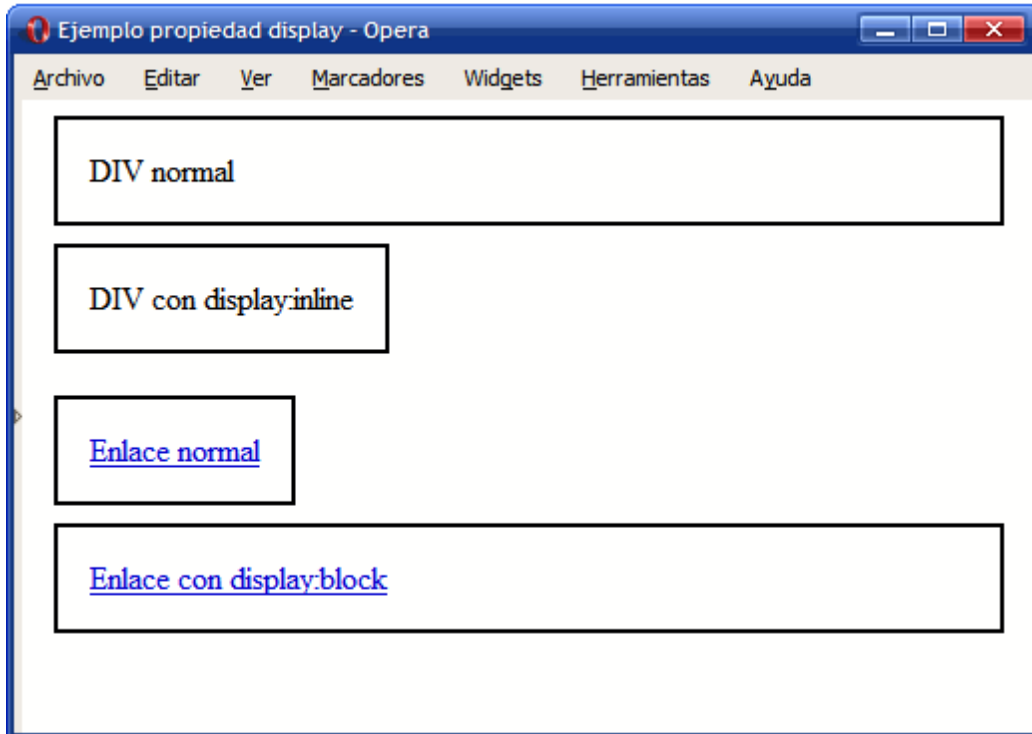 Ejemplo propiedad display - Opera
Archivo Editar Ver Marcadores Widgets Herramientas Ayuda
DIV normal
DIV con display:inline
Enlace normal
Enlace con display:block